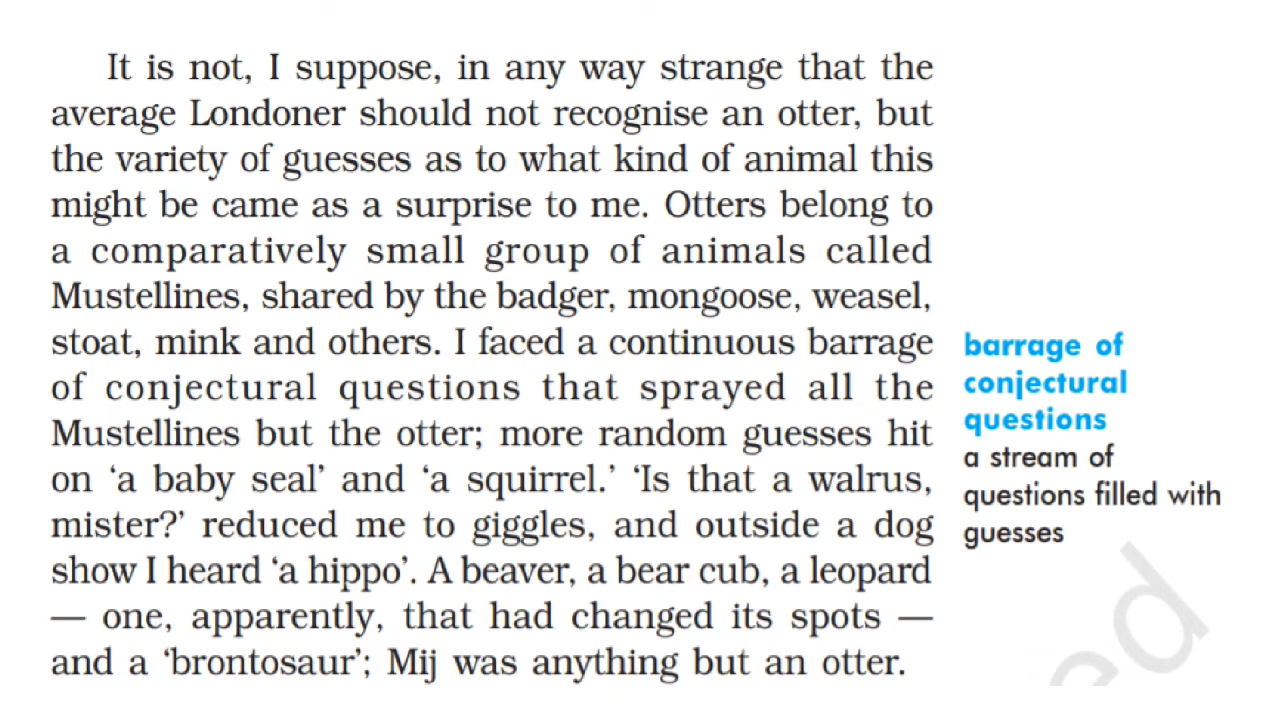 It is not, I suppose, in any way strange that the
average Londoner should not recognise an otter, but
the variety of guesses as to what kind of animal this
might be came as a surprise to me. Otters belong to
a comparatively small group of animals called
Mustellines, shared by the badger, mongoose, weasel,
stoat, mink and others. I faced a continuous barrage
of conjectural questions that sprayed all the
Mustellines but the otter; more random guesses hit
on ‘a baby seal’ and ‘a squirrel.’ ‘Is that a walrus,
mister?’ reduced me to giggles, and outside a dog
show I heard ‘a hippo’. A beaver, a bear cub, a leopard
— one, apparently, that had changed its spots —
and a ‘brontosaur’; Mij was anything but an otter.
barrage of
conjectural
questions
a stream of
questions filled with
guesses
ed